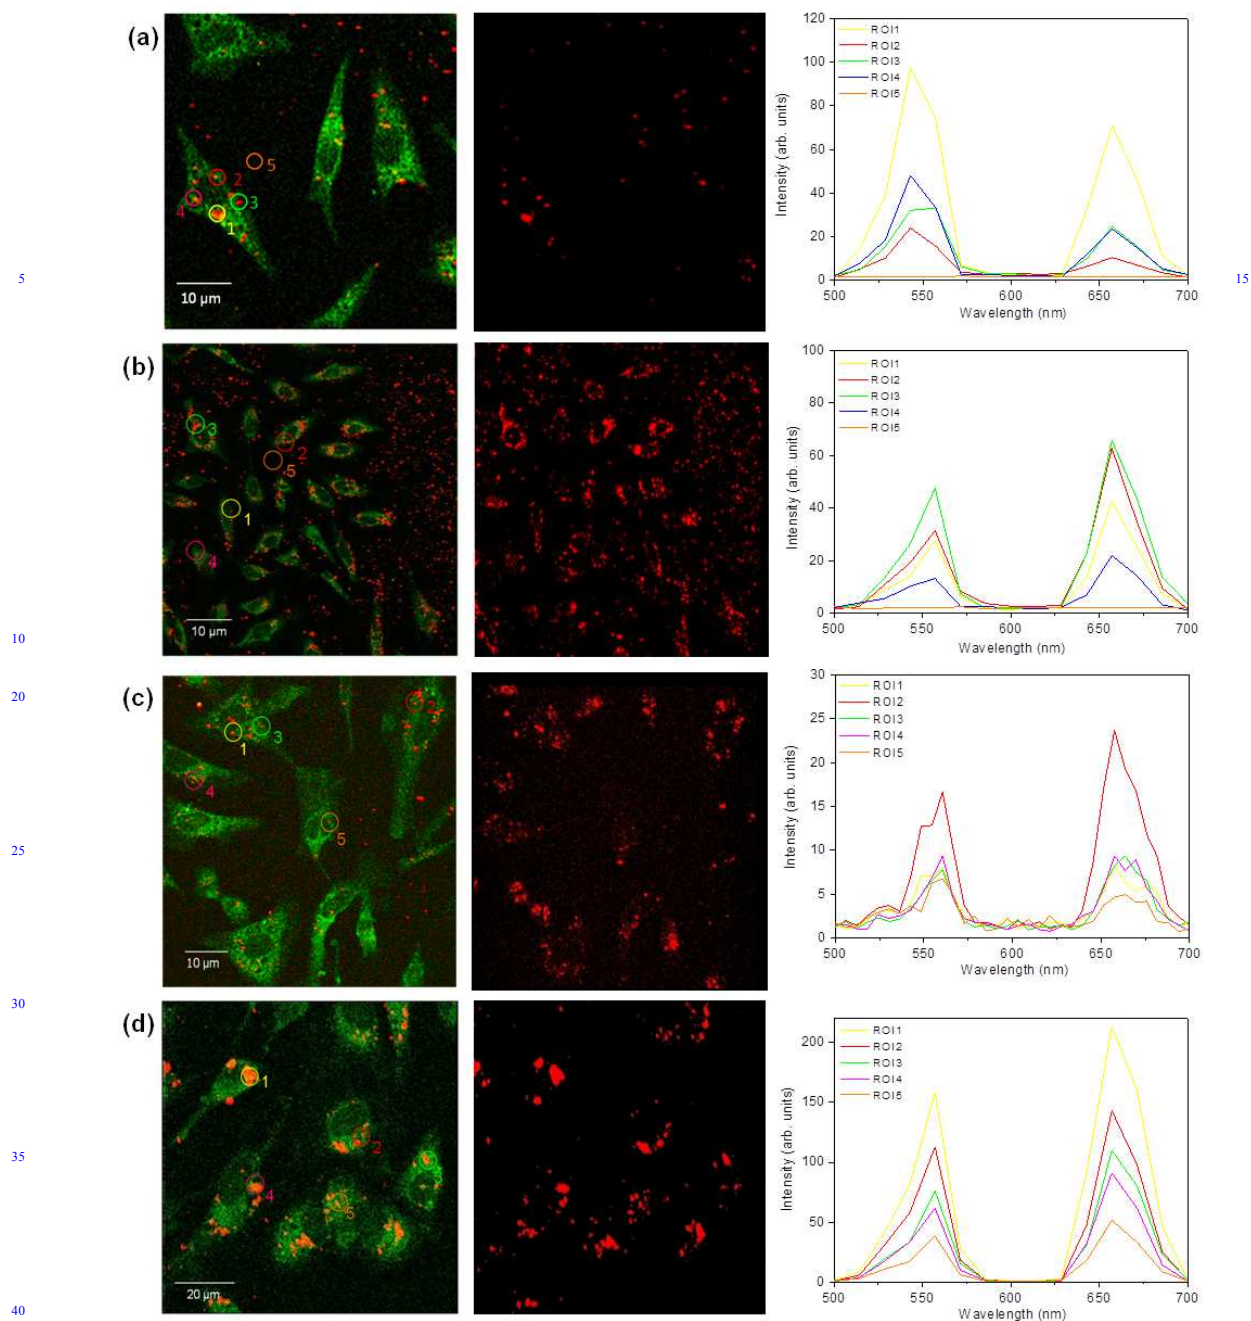 (a)
5
2
4
3
1
10 µm
120
100
80
60
40
20
0
Intensity (arb. units)
ROI1
ROI2
ROI3
ROI4
ROI5
500
550
600
650
700
Wavelength (nm)
5
15
(b)
3
2
5
1
4
10 µm
100
80
60
40
20
0
Intensity (arb. units)
ROI1
ROI2
ROI3
ROI4
ROI5
500
550
600
650
700
Wavelength (nm)
10
20
(c)
2
1
3
4
5
10 µm
30
25
20
15
10
5
0
Intensity (arb. units)
ROI1
ROI2
ROI3
ROI4
ROI5
500
550
600
650
700
Wavelength (nm)
25
30
(d)
1
2
4
5
20 µm
200
150
100
50
0
Intensity (arb. units)
ROI1
ROI2
ROI3
ROI4
ROI5
500
550
600
650
700
Wavelength (nm)
35
40